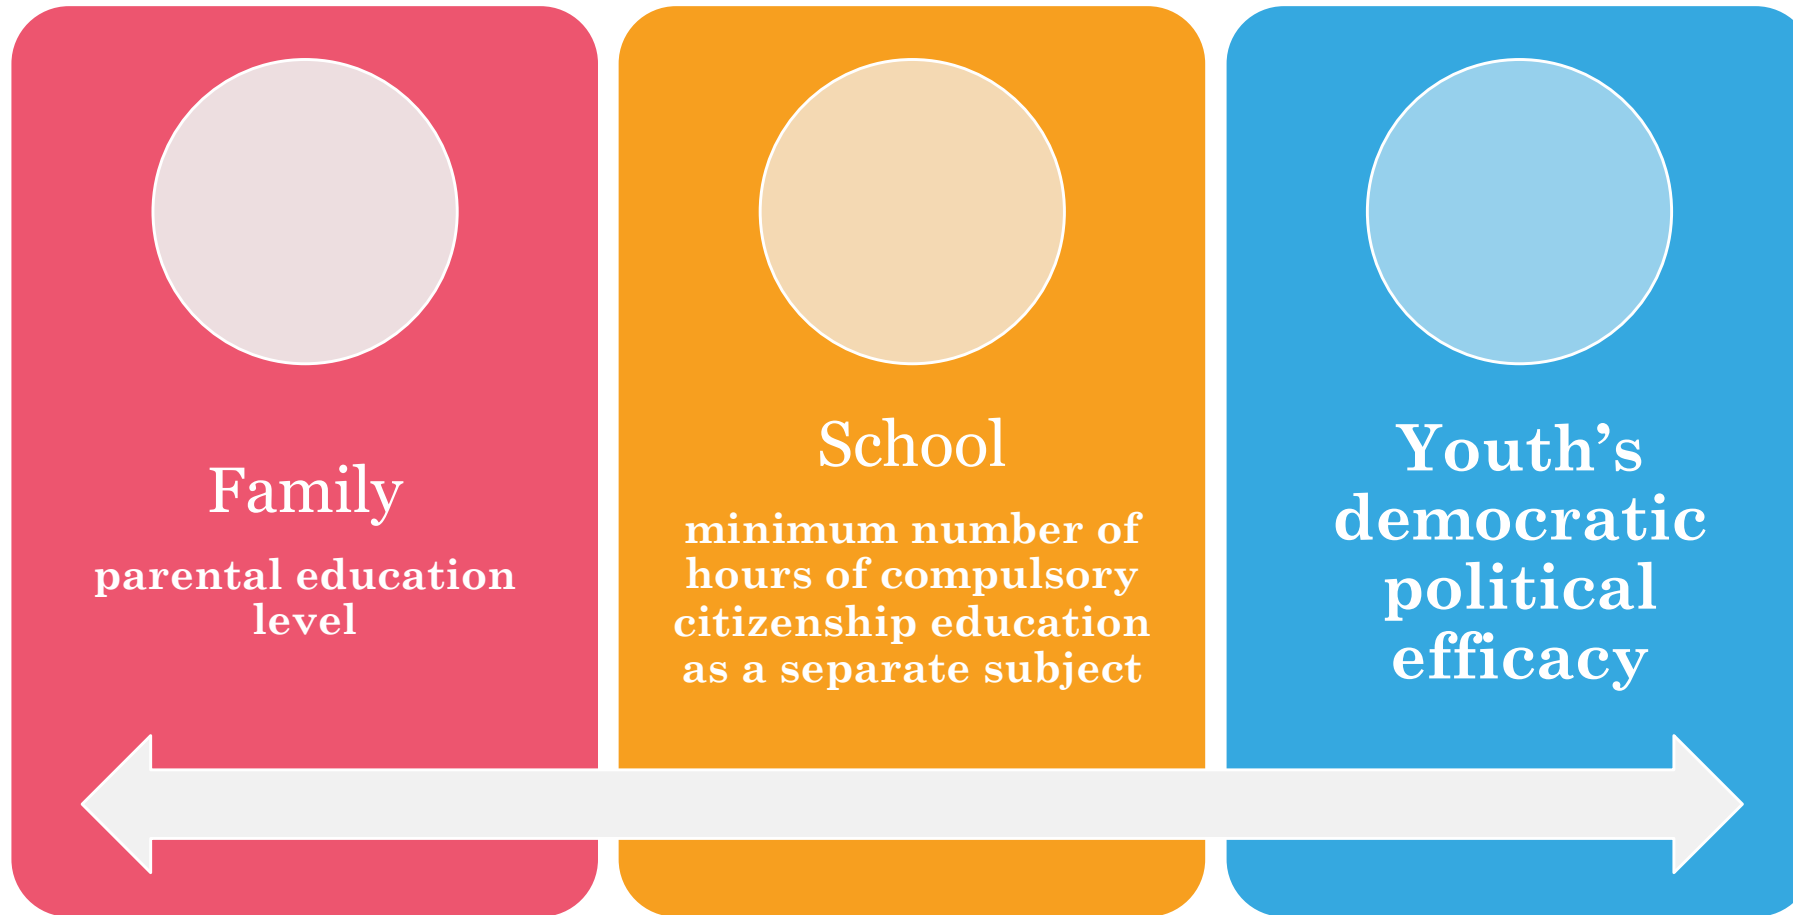 Family
parental education
level
School
minimum number of
hours of compulsory
citizenship education
as a separate subject
Youth’s
democratic
political
efficacy